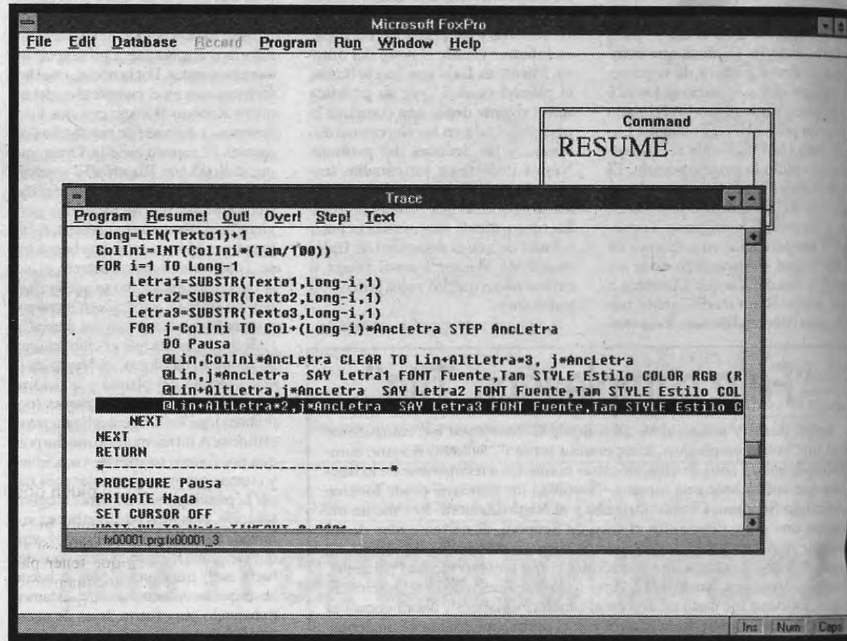 Microsoft FoxPro
File Edit Database Record Program Run Window Help
Command
RESUME
Trace
Program Resume! Out! Over! Step! Text
Long=LEN(Texto1)+1
ColIni=INT(ColIni*(Tam/100))
FOR i=1 TO Long-1
Letra1=SUBSTR(Texto1,Long-i,1)
Letra2=SUBSTR(Texto2,Long-i,1)
Letra3=SUBSTR(Texto3,Long-i,1)
FOR j=ColIni TO Col+(Long-i)*AncLetra STEP AncLetra
DO Pausa
@Lin,ColIni*AncLetra CLEAR TO Lin+AltLetra*3, j*AncLetra
@Lin,j*AncLetra SAY Letra1 FONT Fuente,Tam STYLE Estilo COLOR RGB (R
@Lin+AltLetra,j*AncLetra SAY Letra2 FONT Fuente,Tam STYLE Estilo COL
@Lin+AltLetra*2,j*AncLetra SAY Letra3 FONT Fuente,Tam STYLE Estilo C
NEXT
NEXT
RETURN
*-----------------------------*
PROCEDURE Pausa
PRIVATE Nada
SET CURSOR OFF
fx00001.prg:fx00001_3
Ins Num Caps